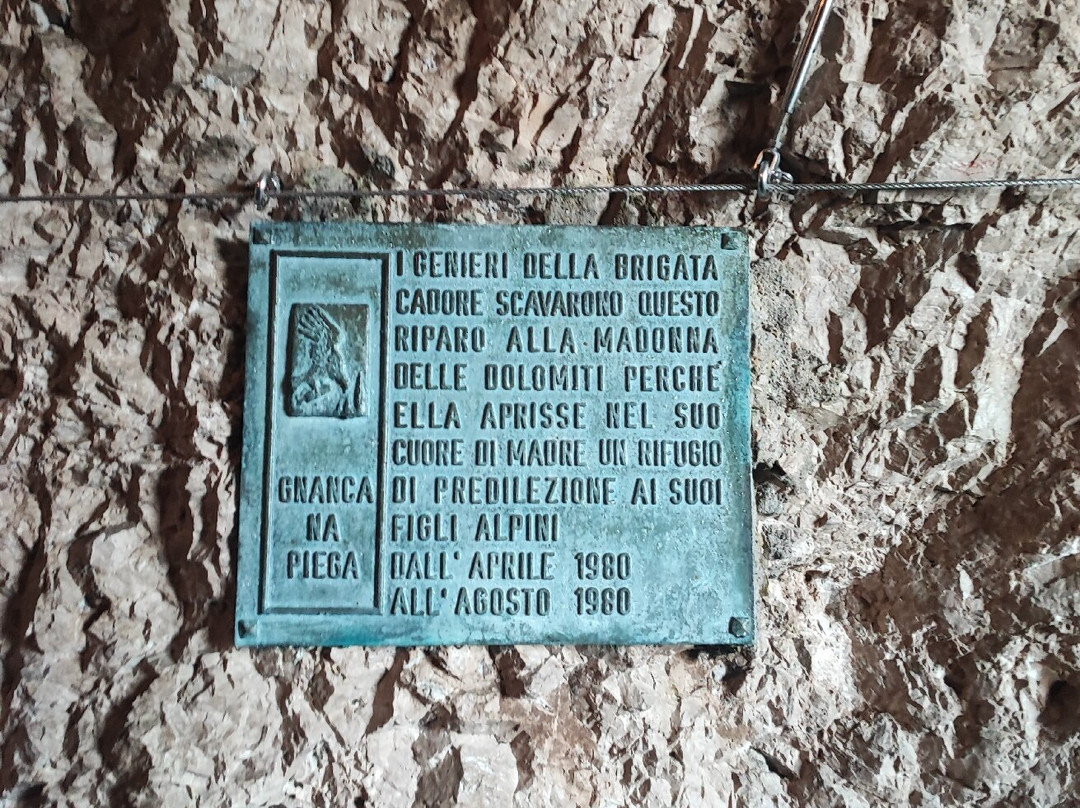 I GENIERI DELLA BRIGATA
CADORE SCAVARONO QUESTO
RIPARO ALLA MADONNA
DELLE DOLOMITI PERCHÉ
ELLA APRISSE NEL SUO
CUORE DI MADRE UN RIFUGIO
DI PREDILEZIONE AI SUOI
FIGLI ALPINI
DALL'APRILE 1980
ALL'AGOSTO 1980
GNANCA
NA
PIEGA